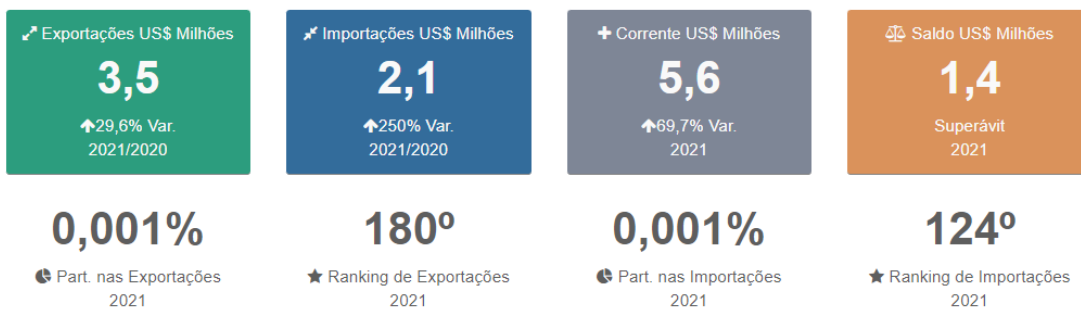 Exportações US$ Milhões
3,5
29,6% Var.
2021/2020
Importações US$ Milhões
2,1
250% Var.
2021/2020
Corrente US$ Milhões
5,6
69,7% Var.
2021
Saldo US$ Milhões
1,4
Superávit
2021
0,001%
Part. nas Exportações
2021
180º
Ranking de Exportações
2021
0,001%
Part. nas Importações
2021
124º
Ranking de Importações
2021